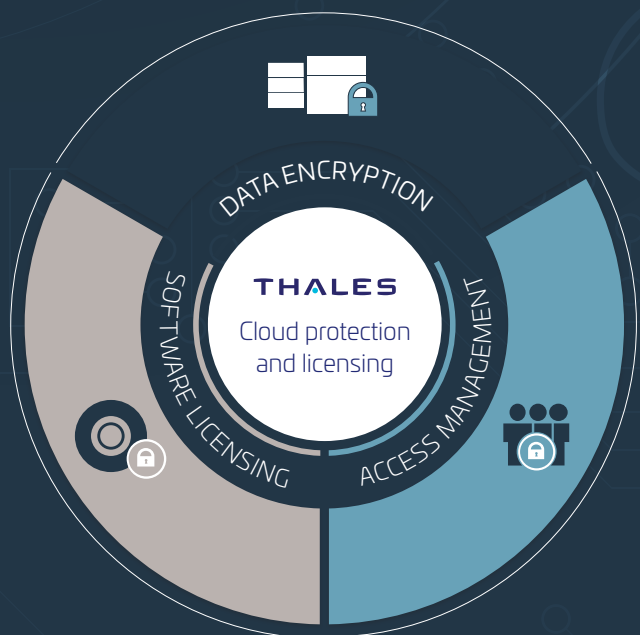 DATA ENCRYPTION
THALES
Cloud protection
and licensing
SOFTWARE LICENSING
ACCESS MANAGEMENT